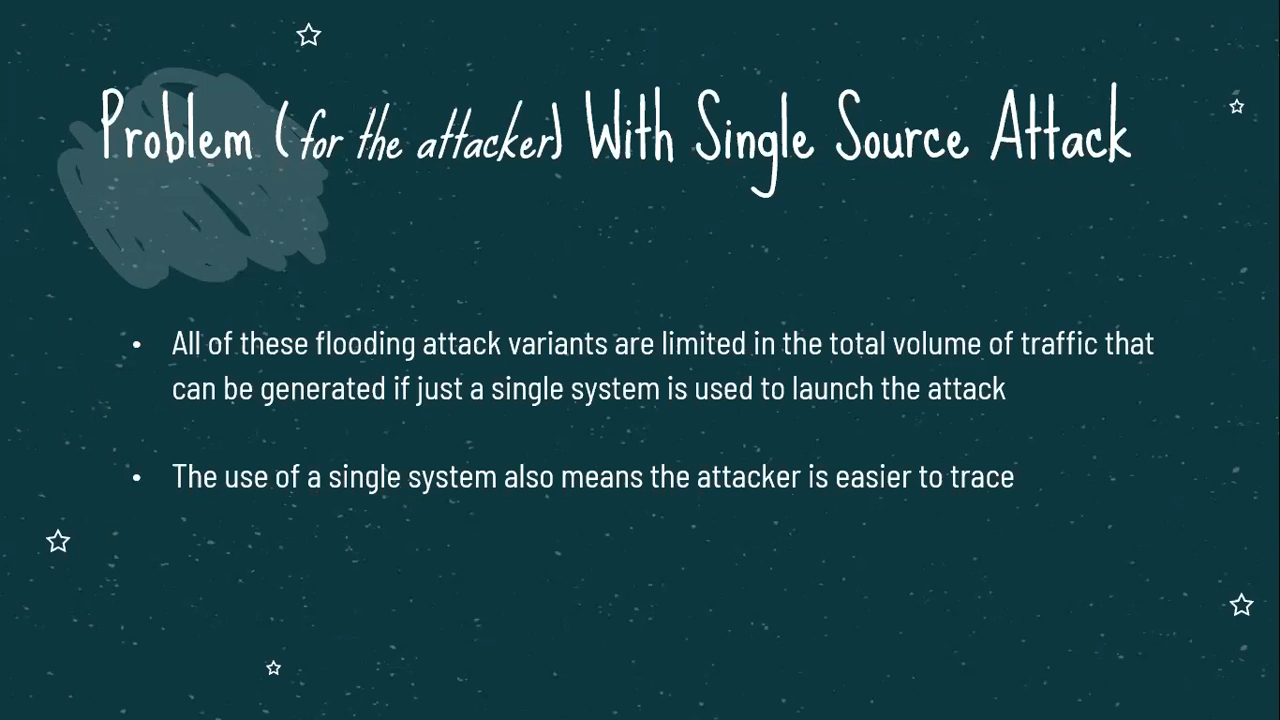 Problem (for the attacker) With Single Source Attack
• All of these flooding attack variants are limited in the total volume of traffic that
can be generated if just a single system is used to launch the attack
• The use of a single system also means the attacker is easier to trace